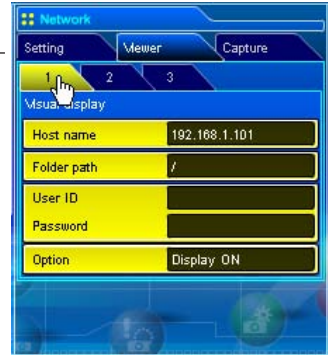 Network
Setting Viewer Capture
1 2 3
Visual display
Host name 192.168.1.101
Folder path /
User ID
Password
Option Display ON